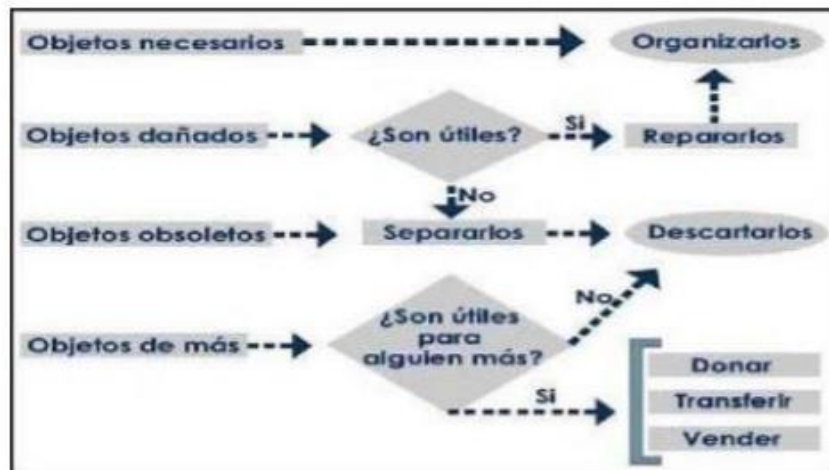 Objetos necesarios
Organizarlos
Objetos dañados
¿Son útiles?
Si
Repararlos
No
Objetos obsoletos
Separarlos
Descartarlos
Objetos de más
¿Son útiles
para
alguien más?
No
Si
Donar
Transferir
Vender